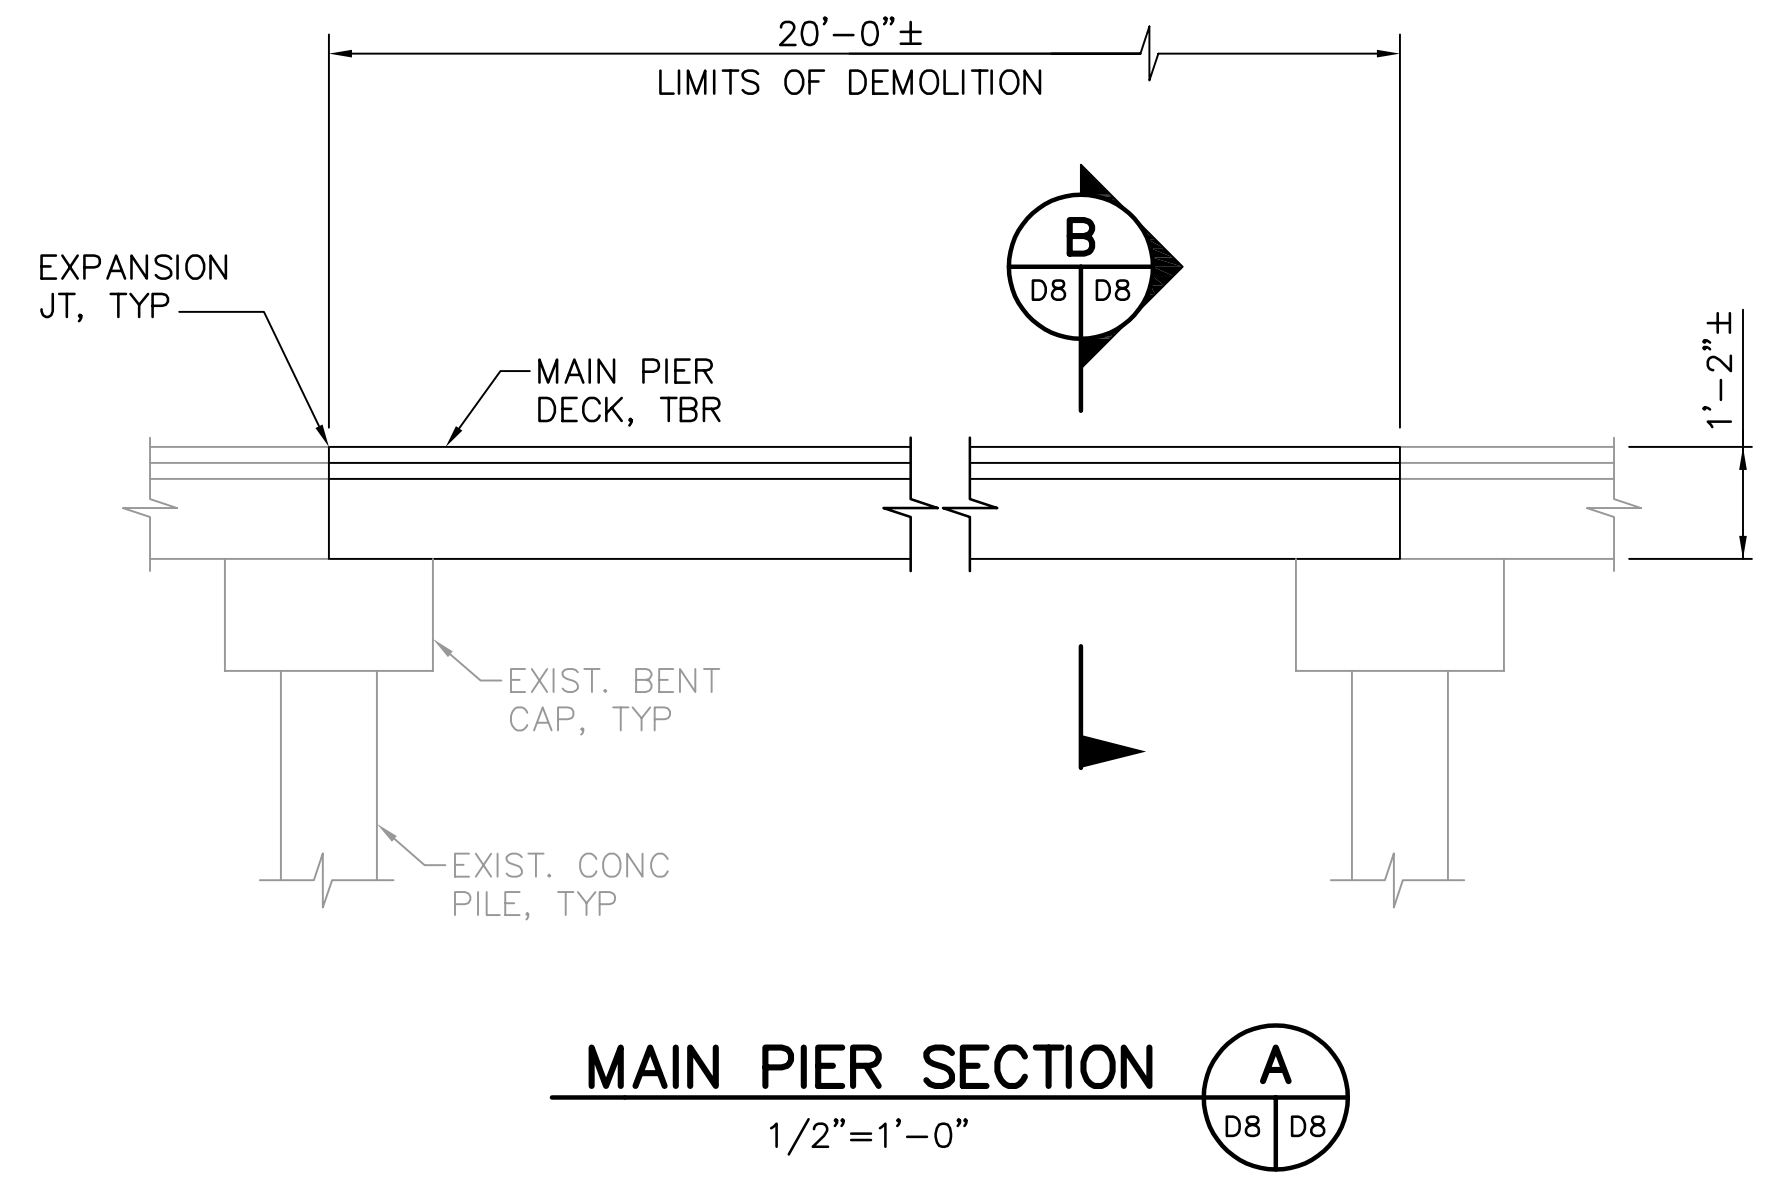 20'-0"±
LIMITS OF DEMOLITION
B
D8 D8
EXPANSION
JT, TYP
1'-2"±
MAIN PIER
DECK, TBR
EXIST. BENT
CAP, TYP
EXIST. CONC
PILE, TYP
MAIN PIER SECTION
1/2"=1'-0"
A
D8 D8